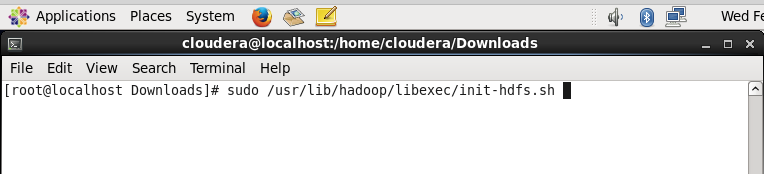 Applications Places System Wed Fe
cloudera@localhost:/home/cloudera/Downloads
File Edit View Search Terminal Help
[root@localhost Downloads]# sudo /usr/lib/hadoop/libexec/init-hdfs.sh